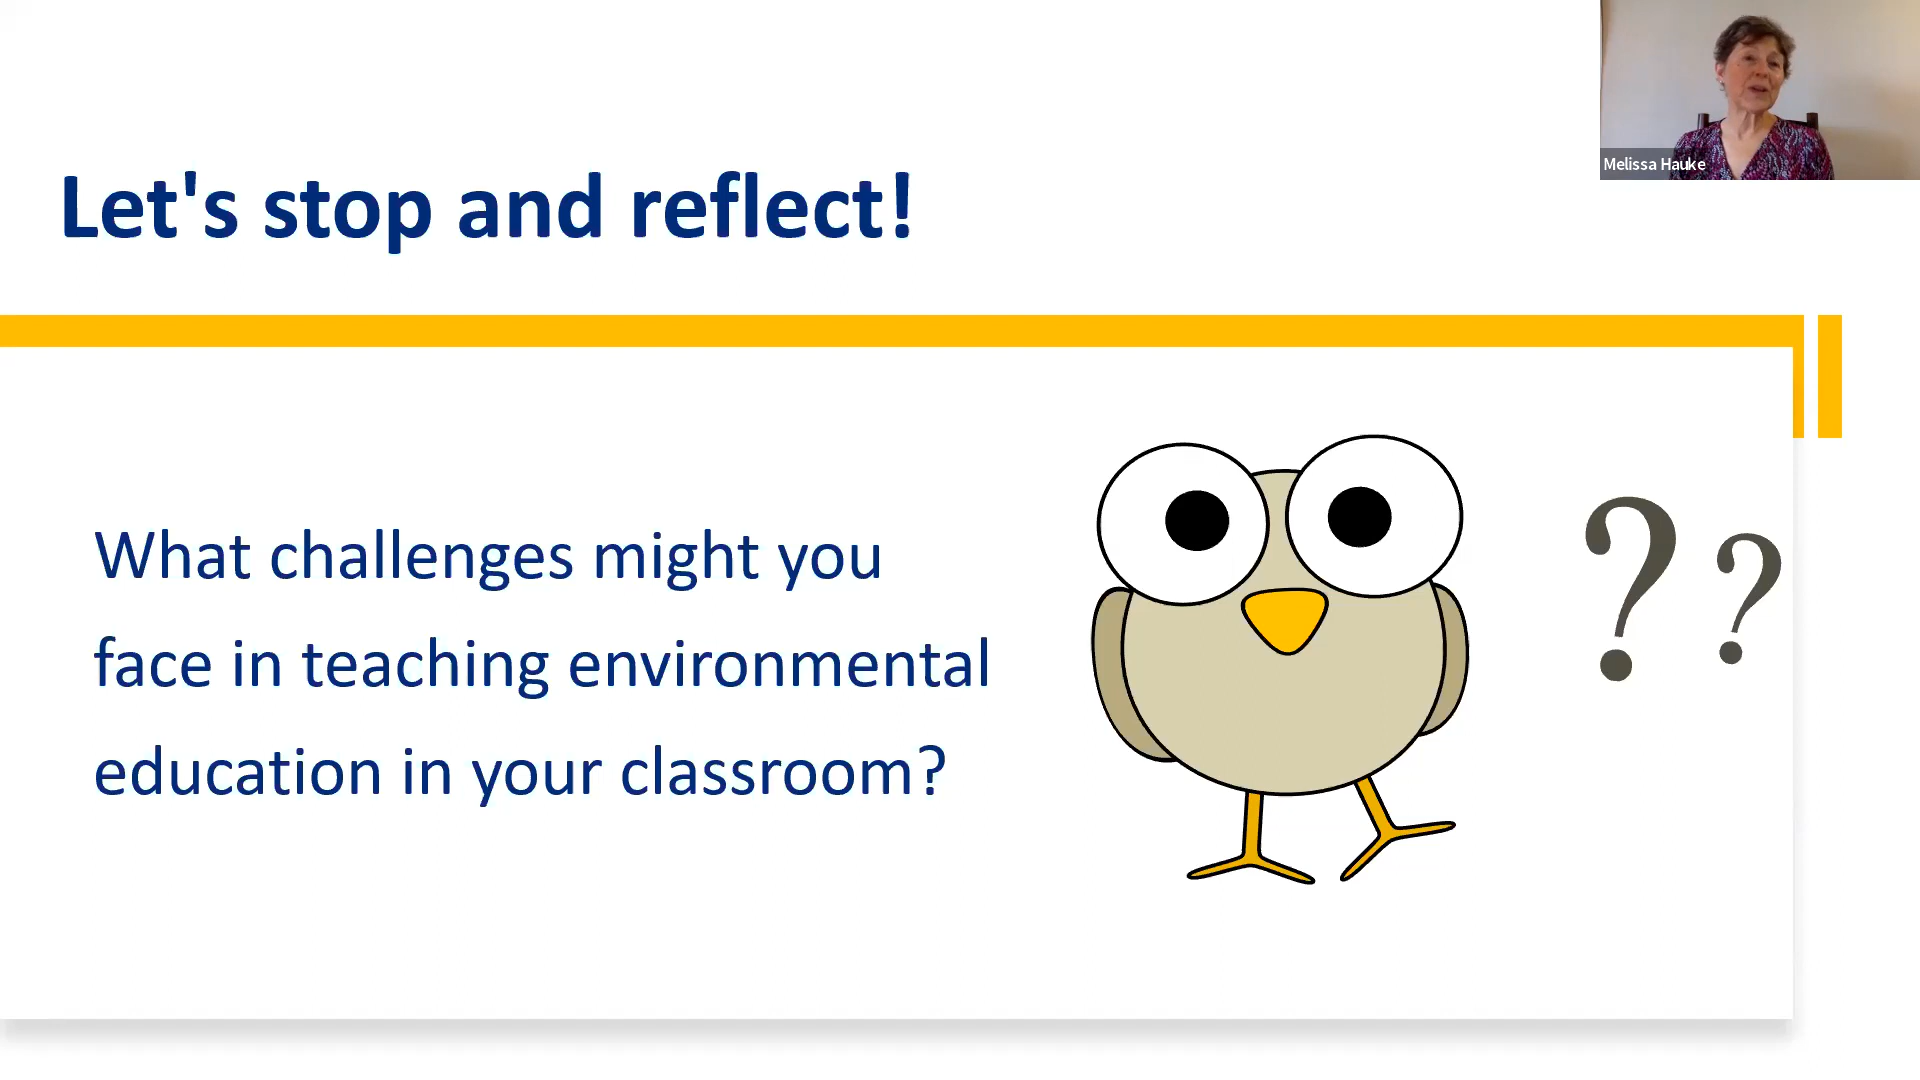 Melissa Hauke
Let's stop and reflect!
What challenges might you
face in teaching environmental
education in your classroom?
? ?